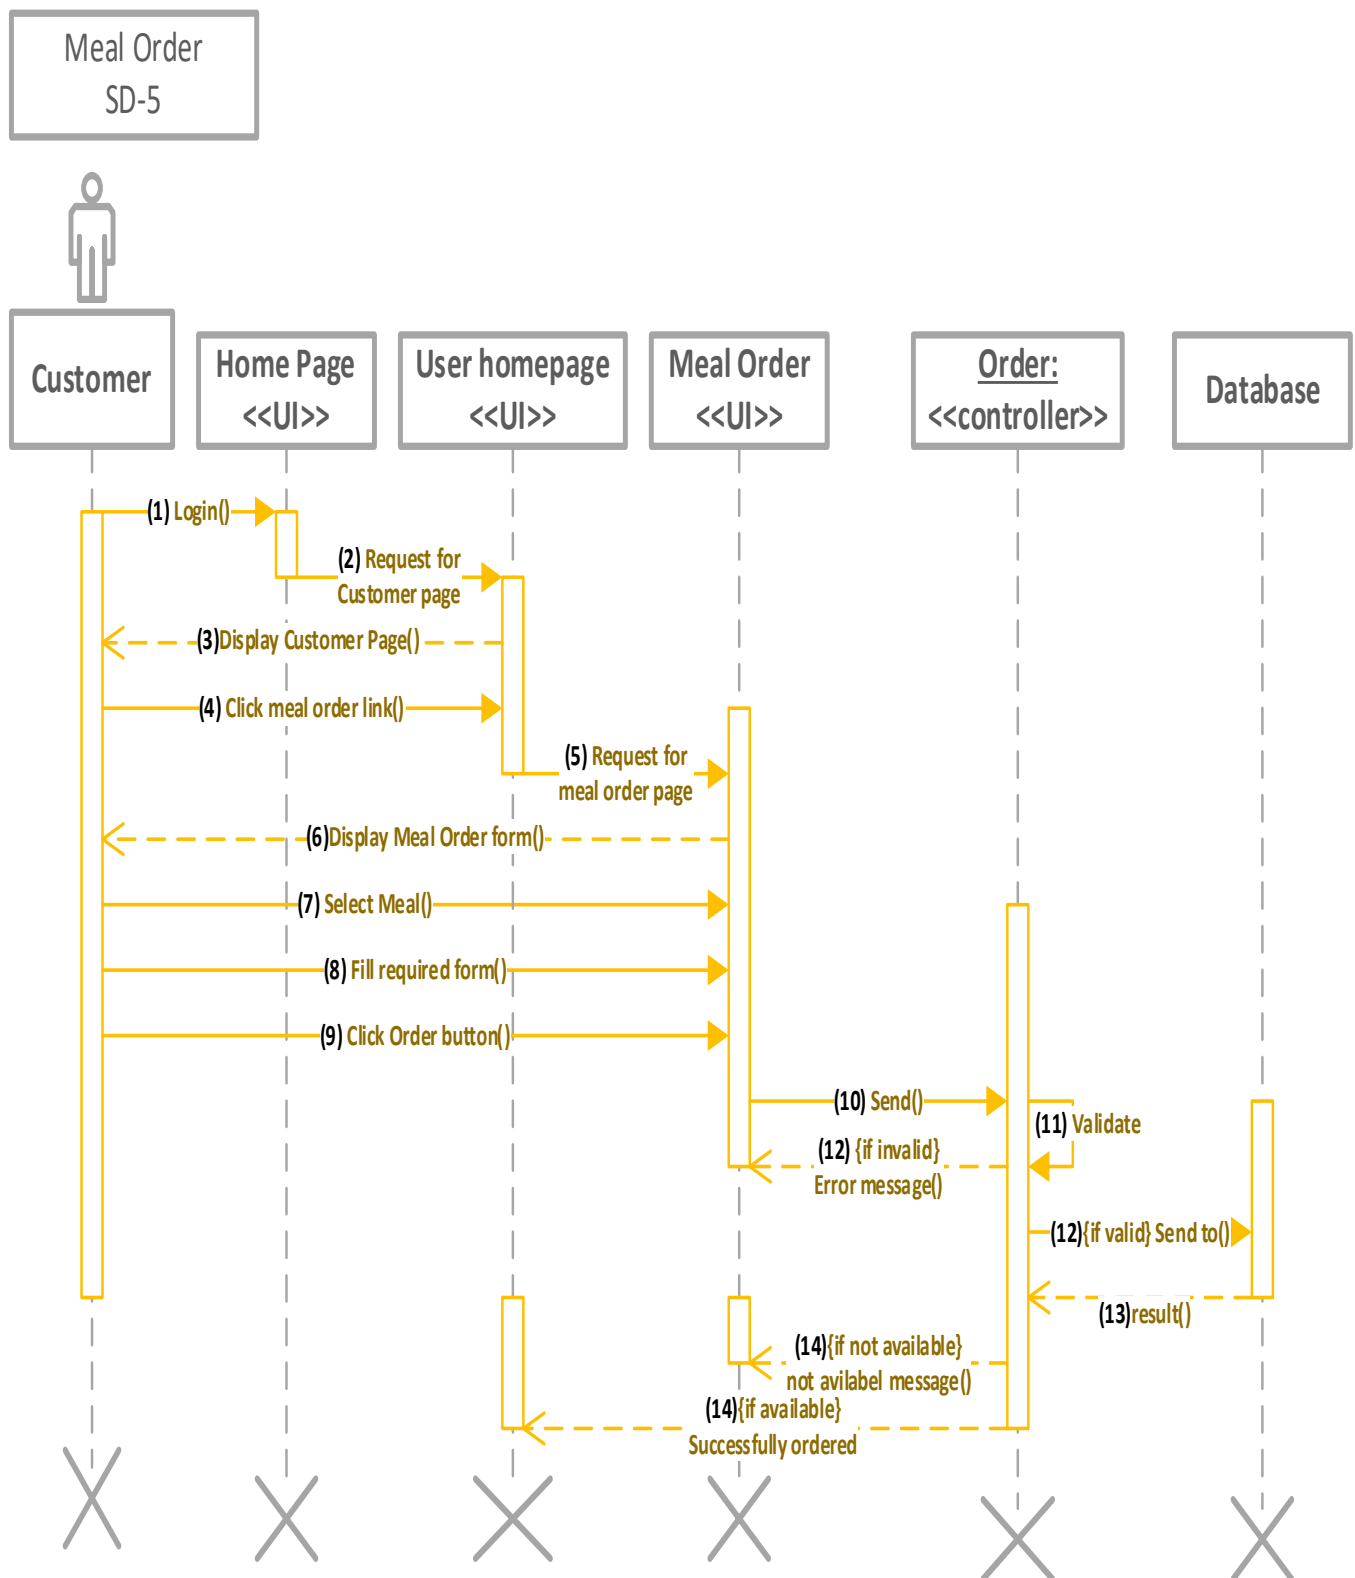 Meal Order
SD-5
Customer
Home Page
<<UI>>
User homepage
<<UI>>
Meal Order
<<UI>>
Order:
<<controller>>
Database
(1) Login()
(2) Request for
Customer page
(3)Display Customer Page()
(4) Click meal order link()
(5) Request for
meal order page
(6)Display Meal Order form()
(7) Select Meal()
(8) Fill required form()
(9) Click Order button()
(10) Send()
(11) Validate
(12) {if invalid}
Error message()
(12){if valid} Send to()
(13)result()
(14){if not available}
not avilabel message()
(14){if available}
Successfully ordered